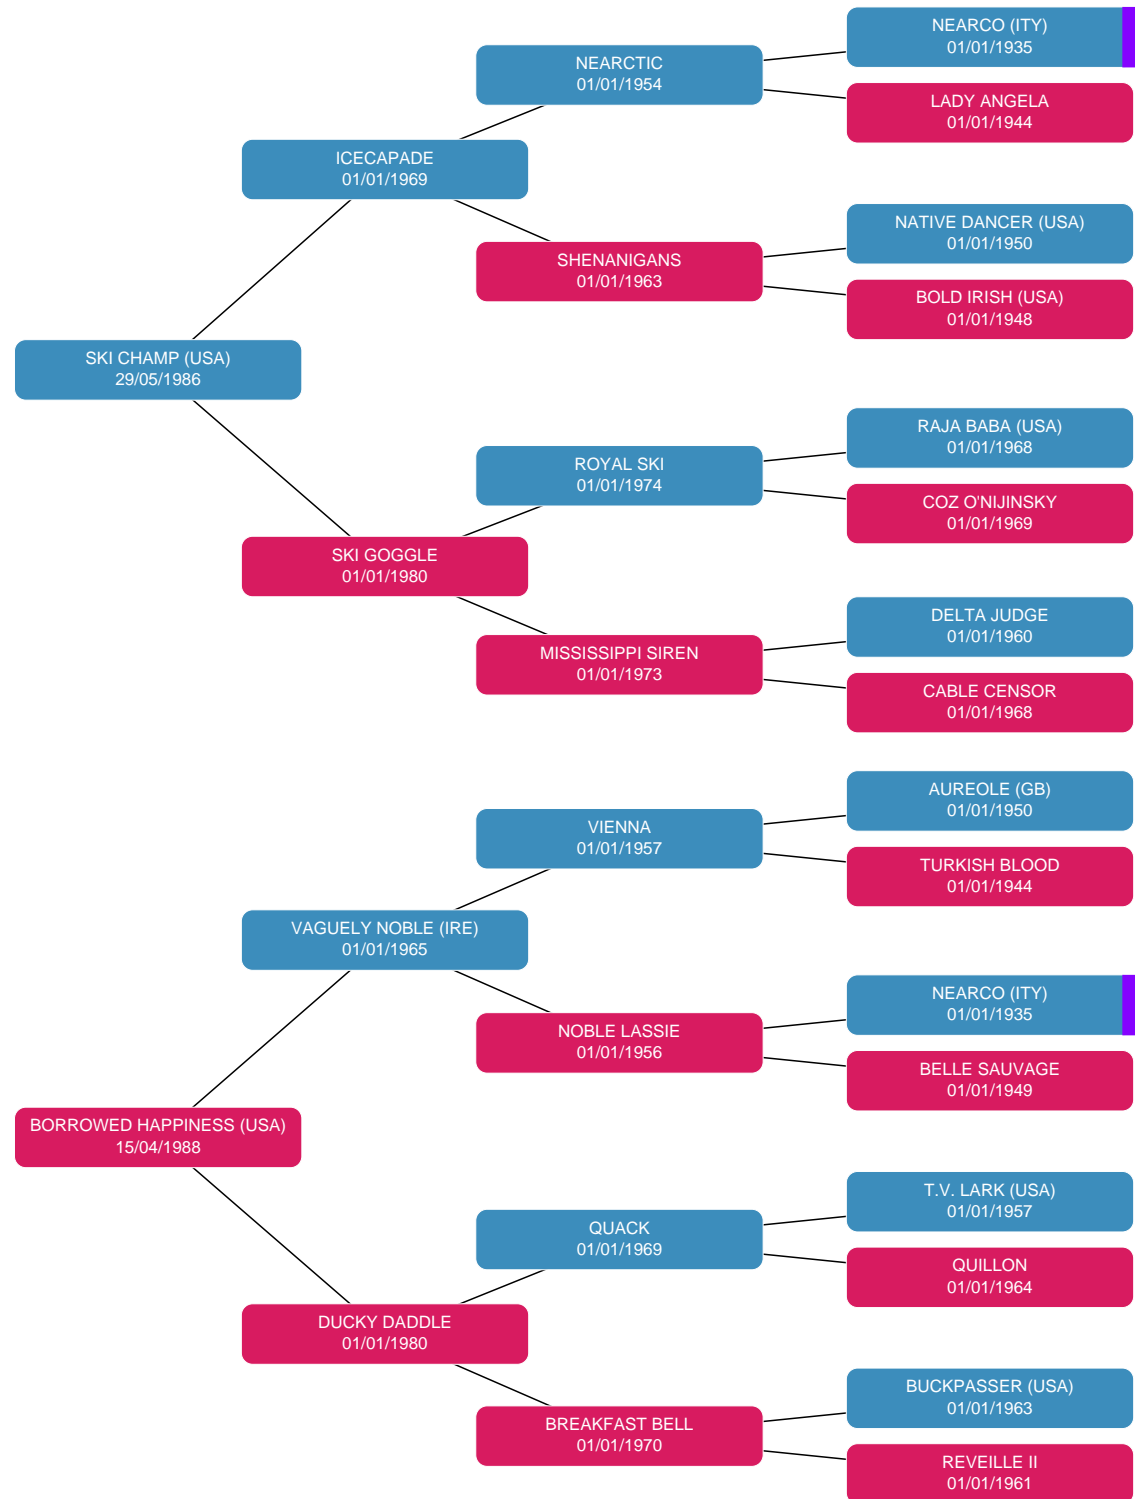 NEARCO (ITY)
01/01/1935
NEARCTIC
01/01/1954
LADY ANGELA
01/01/1944
ICECAPADE
01/01/1969
NATIVE DANCER (USA)
01/01/1950
SHENANIGANS
01/01/1963
BOLD IRISH (USA)
01/01/1948
SKI CHAMP (USA)
29/05/1986
RAJA BABA (USA)
01/01/1968
ROYAL SKI
01/01/1974
COZ O'NIJINSKY
01/01/1969
SKI GOGGLE
01/01/1980
DELTA JUDGE
01/01/1960
MISSISSIPPI SIREN
01/01/1973
CABLE CENSOR
01/01/1968
AUREOLE (GB)
01/01/1950
VIENNA
01/01/1957
TURKISH BLOOD
01/01/1944
VAGUELY NOBLE (IRE)
01/01/1965
NEARCO (ITY)
01/01/1935
NOBLE LASSIE
01/01/1956
BELLE SAUVAGE
01/01/1949
BORROWED HAPPINESS (USA)
15/04/1988
T.V. LARK (USA)
01/01/1957
QUACK
01/01/1969
QUILLON
01/01/1964
DUCKY DADDLE
01/01/1980
BUCKPASSER (USA)
01/01/1963
BREAKFAST BELL
01/01/1970
REVEILLE II
01/01/1961